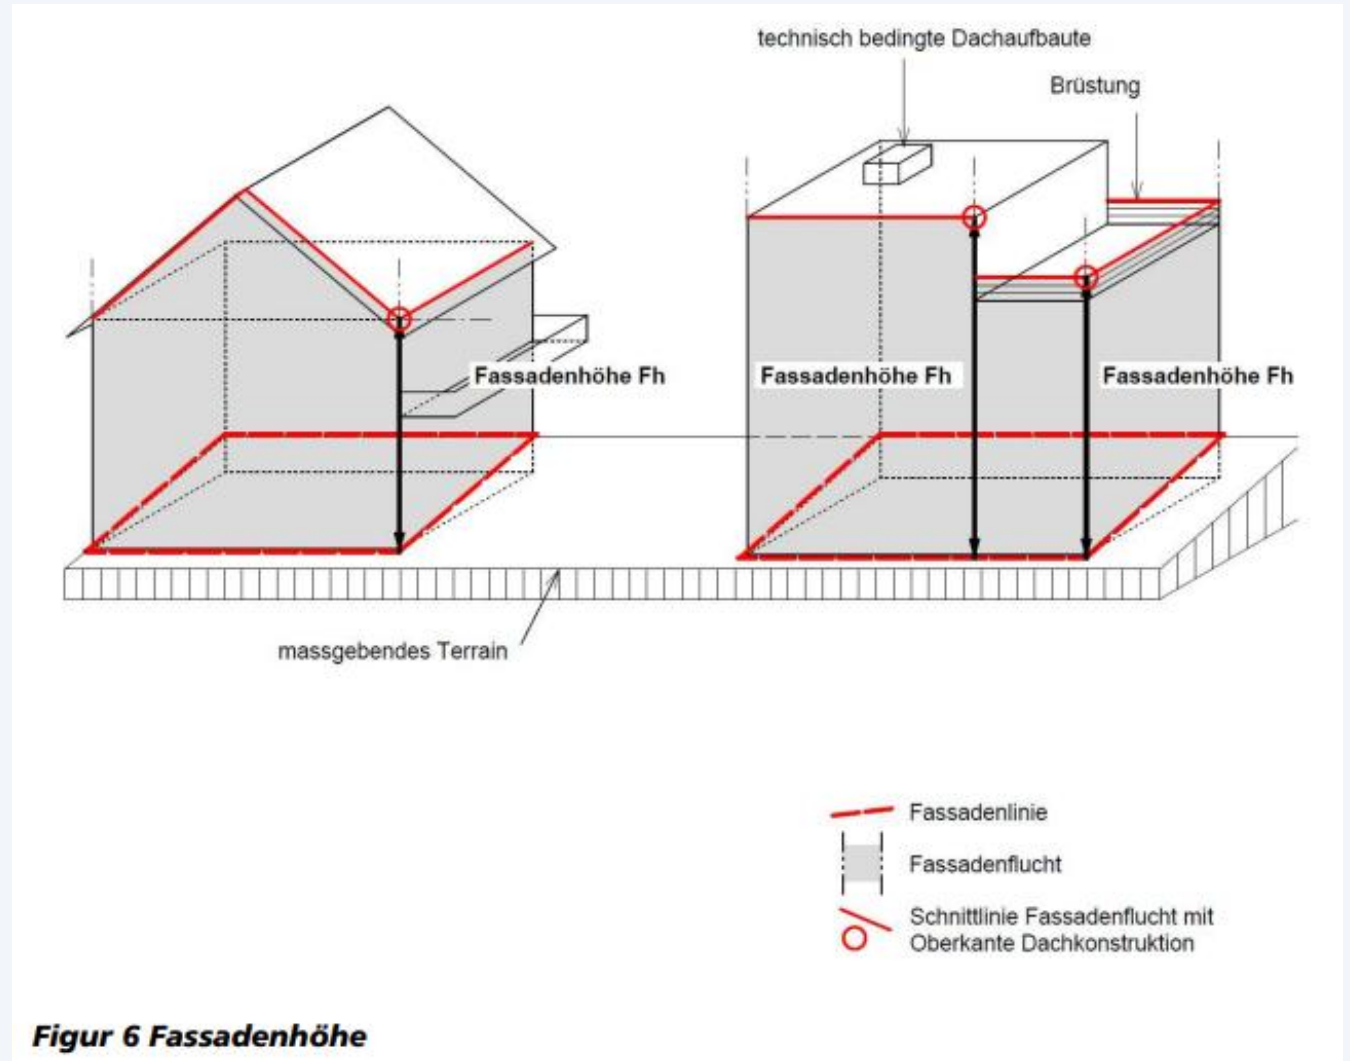 technisch bedingte Dachaufbaute
Brüstung
Fassadenhöhe Fh
Fassadenhöhe Fh
Fassadenhöhe Fh
massgebendes Terrain
Fassadenlinie
Fassadenflucht
Schnittlinie Fassadenflucht mit
Oberkante Dachkonstruktion
Figur 6 Fassadenhöhe